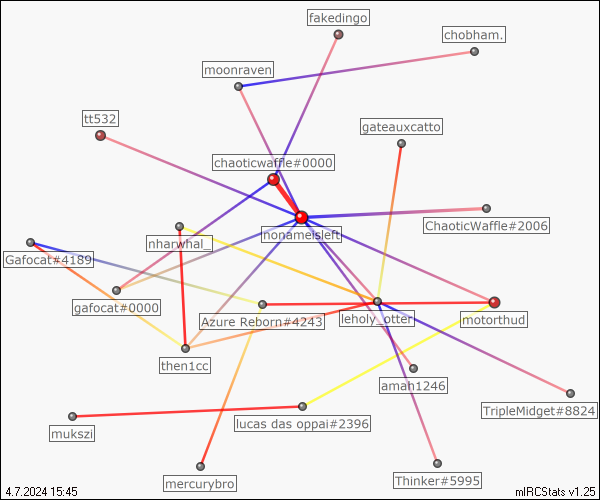 fakedingo
chobham.
moonraven
tt532
gateauxcatto
chaoticwaffle#0000
ChaoticWaffle#2006
nonameisleft
nharwhal_
Gafocat#4189
gafocat#0000
Azure Reborn#4243
leholy_otter
motorthud
then1cc
amah1246
TripleMidget#8824
lucas das oppai#2396
mukszi
mercurybro
Thinker#5995
4.7.2024 15:45
mIRCStats v1.25